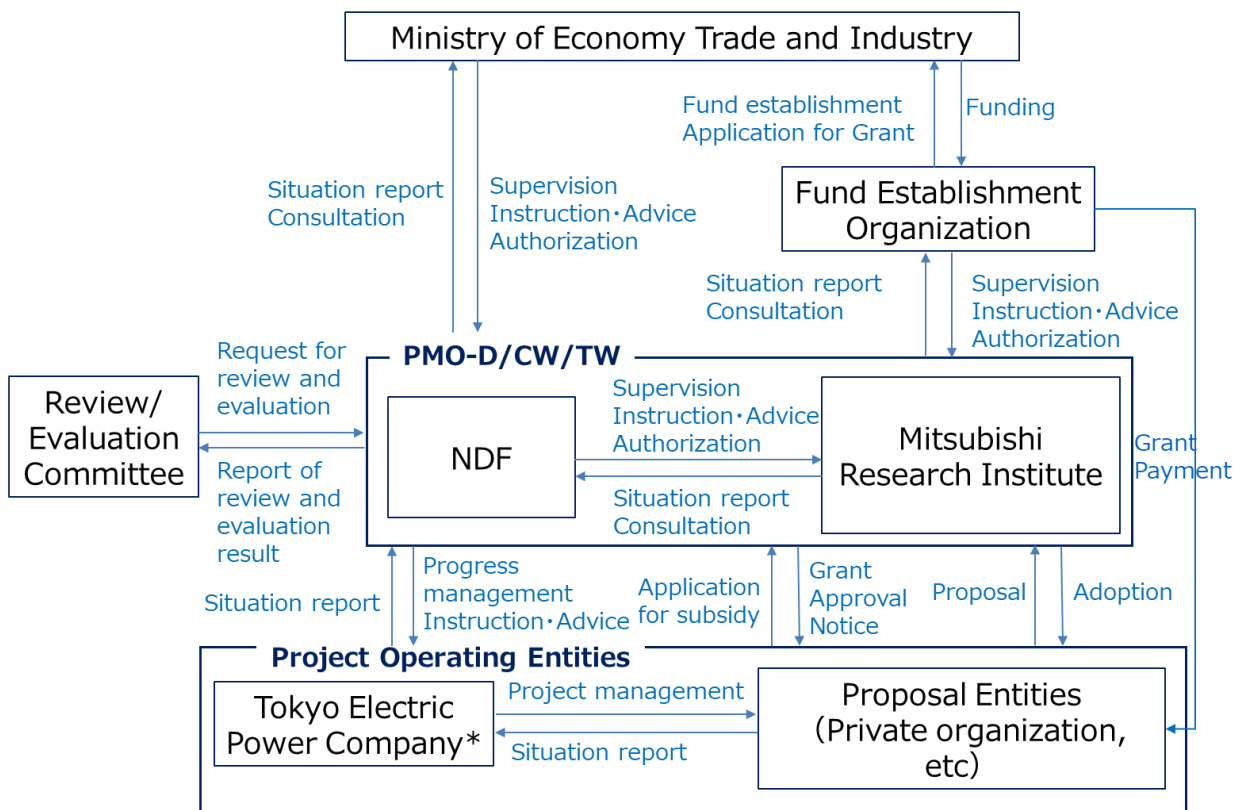 Ministry of Economy Trade and Industry
Fund establishment
Application for Grant
Funding
Situation report
Consultation
Supervision
Instruction・Advice
Authorization
Fund Establishment
Organization
Situation report
Consultation
Supervision
Instruction・Advice
Authorization
PMO-D/CW/TW
Request for
review and
evaluation
Review/
Evaluation
Committee
Report of
review and
evaluation
result
NDF
Supervision
Instruction・Advice
Authorization
Situation report
Consultation
Mitsubishi
Research Institute
Grant
Payment
Situation report
Progress
management
Instruction・Advice
Application
for subsidy
Grant
Approval
Notice
Proposal
Adoption
Project Operating Entities
Tokyo Electric
Power Company*
Project management
Situation report
Proposal Entities
（Private organization,
etc）